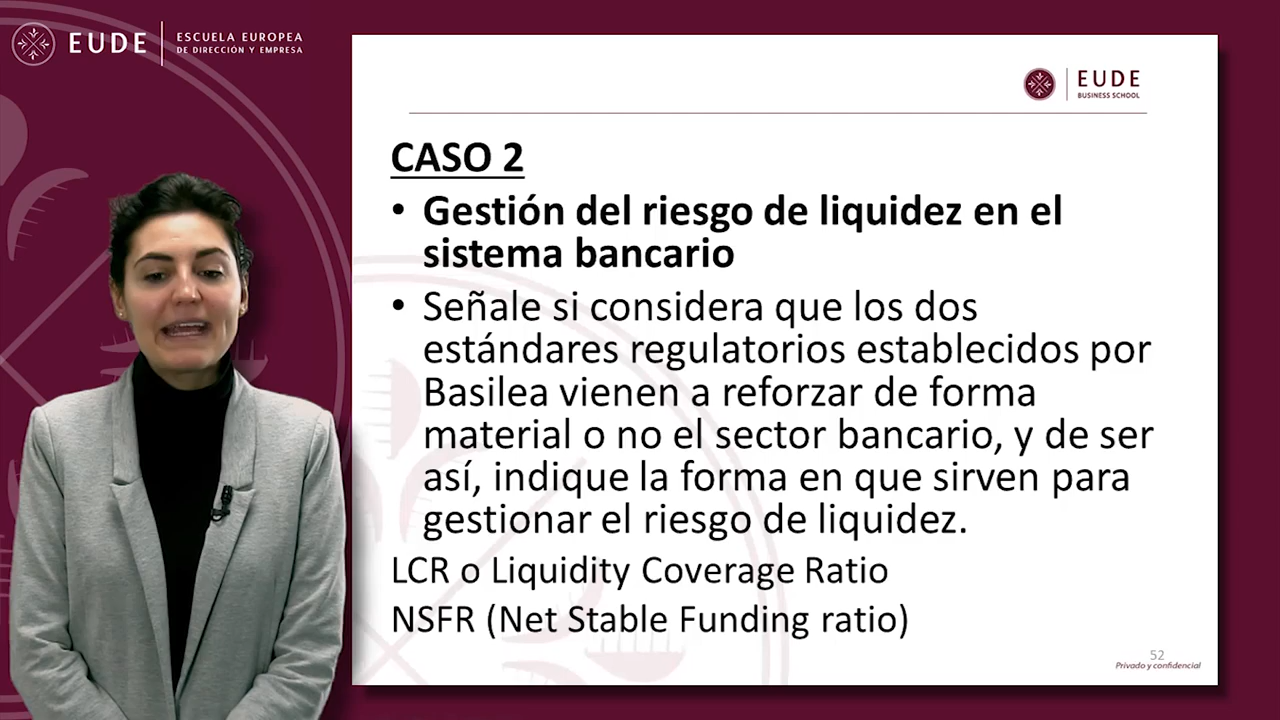 EUDE
ESCUELA EUROPEA
DE DIRECCIÓN Y EMPRESA
EUDE
BUSINESS SCHOOL
CASO 2
• Gestión del riesgo de liquidez en el
sistema bancario
• Señale si considera que los dos
estándares regulatorios establecidos por
Basilea vienen a reforzar de forma
material o no el sector bancario, y de ser
así, indique la forma en que sirven para
gestionar el riesgo de liquidez.
LCR o Liquidity Coverage Ratio
NSFR (Net Stable Funding ratio)
52
Privado y confidencial